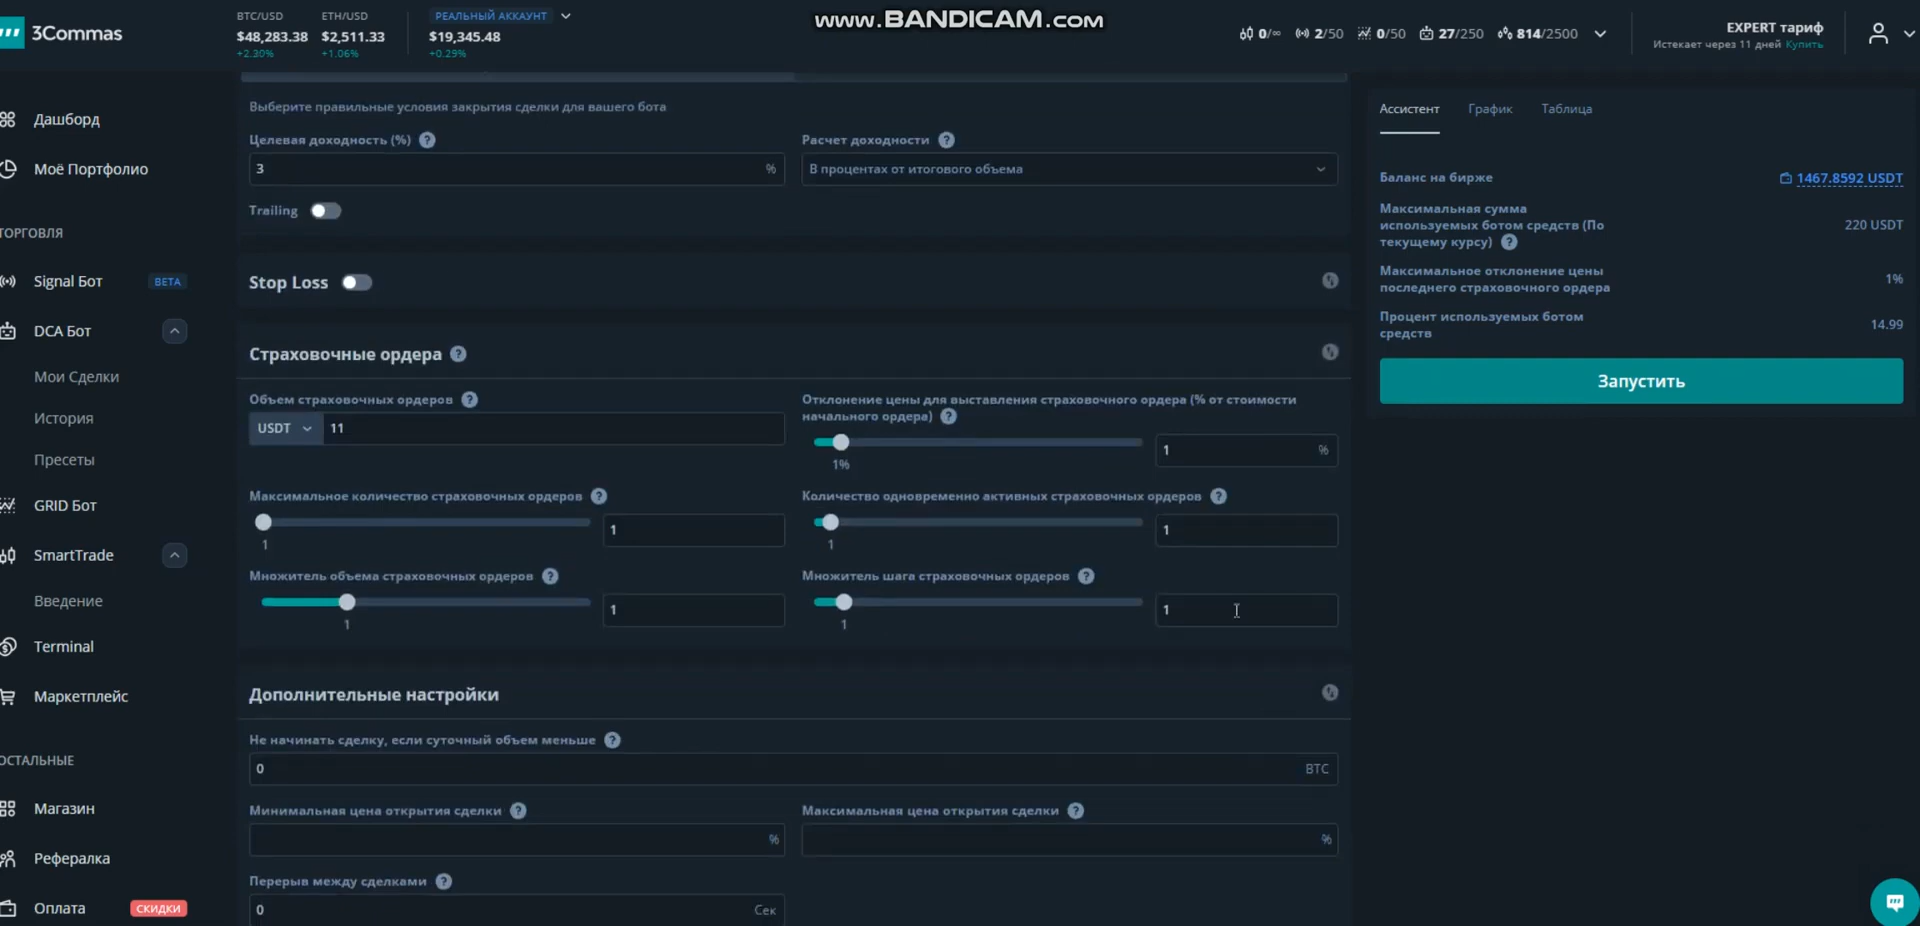 www.BANDICAM.com
3Commas
BTC/USD
$48,283.38
+2.30%
ETH/USD
$2,511.33
+1.06%
РЕАЛЬНЫЙ АККАУНТ
$19,345.48
+0.29%
0/∞
2/50
0/50
27/250
814/2500
EXPERT тариф
Истекает через 11 дней Купить
Дашборд
Моё Портфолио
ТОРГОВЛЯ
Signal Бот
BETA
DCA Бот
Мои Сделки
История
Пресеты
GRID Бот
SmartTrade
Введение
Terminal
Маркетплейс
ОСТАЛЬНЫЕ
Магазин
Рефералка
Оплата
СКИДКИ
Выберите правильные условия закрытия сделки для вашего бота
Целевая доходность (%) ?
3 %
Расчет доходности ?
В процентах от итогового объема
Trailing
Stop Loss
Страховочные ордера ?
Объем страховочных ордеров ?
USDT 11
Отклонение цены для выставления страховочного ордера (% от стоимости
начального ордера) ?
1%
1 %
Максимальное количество страховочных ордеров ?
1
1
Количество одновременно активных страховочных ордеров ?
1
1
Множитель объема страховочных ордеров ?
1
1
Множитель шага страховочных ордеров ?
1
1
Дополнительные настройки
Не начинать сделку, если суточный объем меньше ?
0 BTC
Минимальная цена открытия сделки ?
%
Максимальная цена открытия сделки ?
%
Перерыв между сделками ?
0 Сек
Ассистент
График
Таблица
Баланс на бирже
1467.8592 USDT
Максимальная сумма
используемых ботом средств (По
текущему курсу) ?
220 USDT
Максимальное отклонение цены
последнего страховочного ордера
1%
Процент используемых ботом
средств
14.99
Запустить